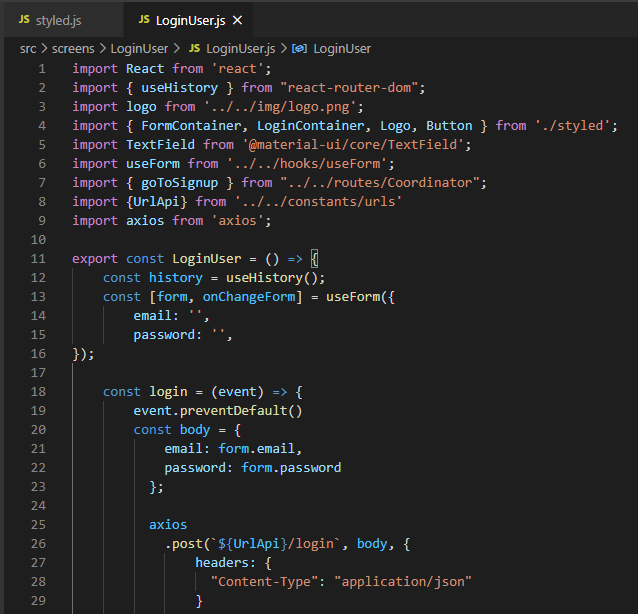 JS styled.js JS LoginUser.js ×
src > screens > LoginUser > JS LoginUser.js > LoginUser
1 import React from 'react';
2 import { useHistory } from "react-router-dom";
3 import logo from '../../img/logo.png';
4 import { FormContainer, LoginContainer, Logo, Button } from './styled';
5 import TextField from '@material-ui/core/TextField';
6 import useForm from '../../hooks/useForm';
7 import { goToSignup } from "../../routes/Coordinator";
8 import {UrlApi} from '../../constants/urls'
9 import axios from 'axios';
10
11 export const LoginUser = () => {
12     const history = useHistory();
13     const [form, onChangeForm] = useForm({
14         email: '',
15         password: '',
16 });
17
18     const login = (event) => {
19         event.preventDefault()
20         const body = {
21             email: form.email,
22             password: form.password
23           };
24
25           axios
26             .post(`${UrlApi}/login`, body, {
27                 headers: {
28                   "Content-Type": "application/json"
29                 }